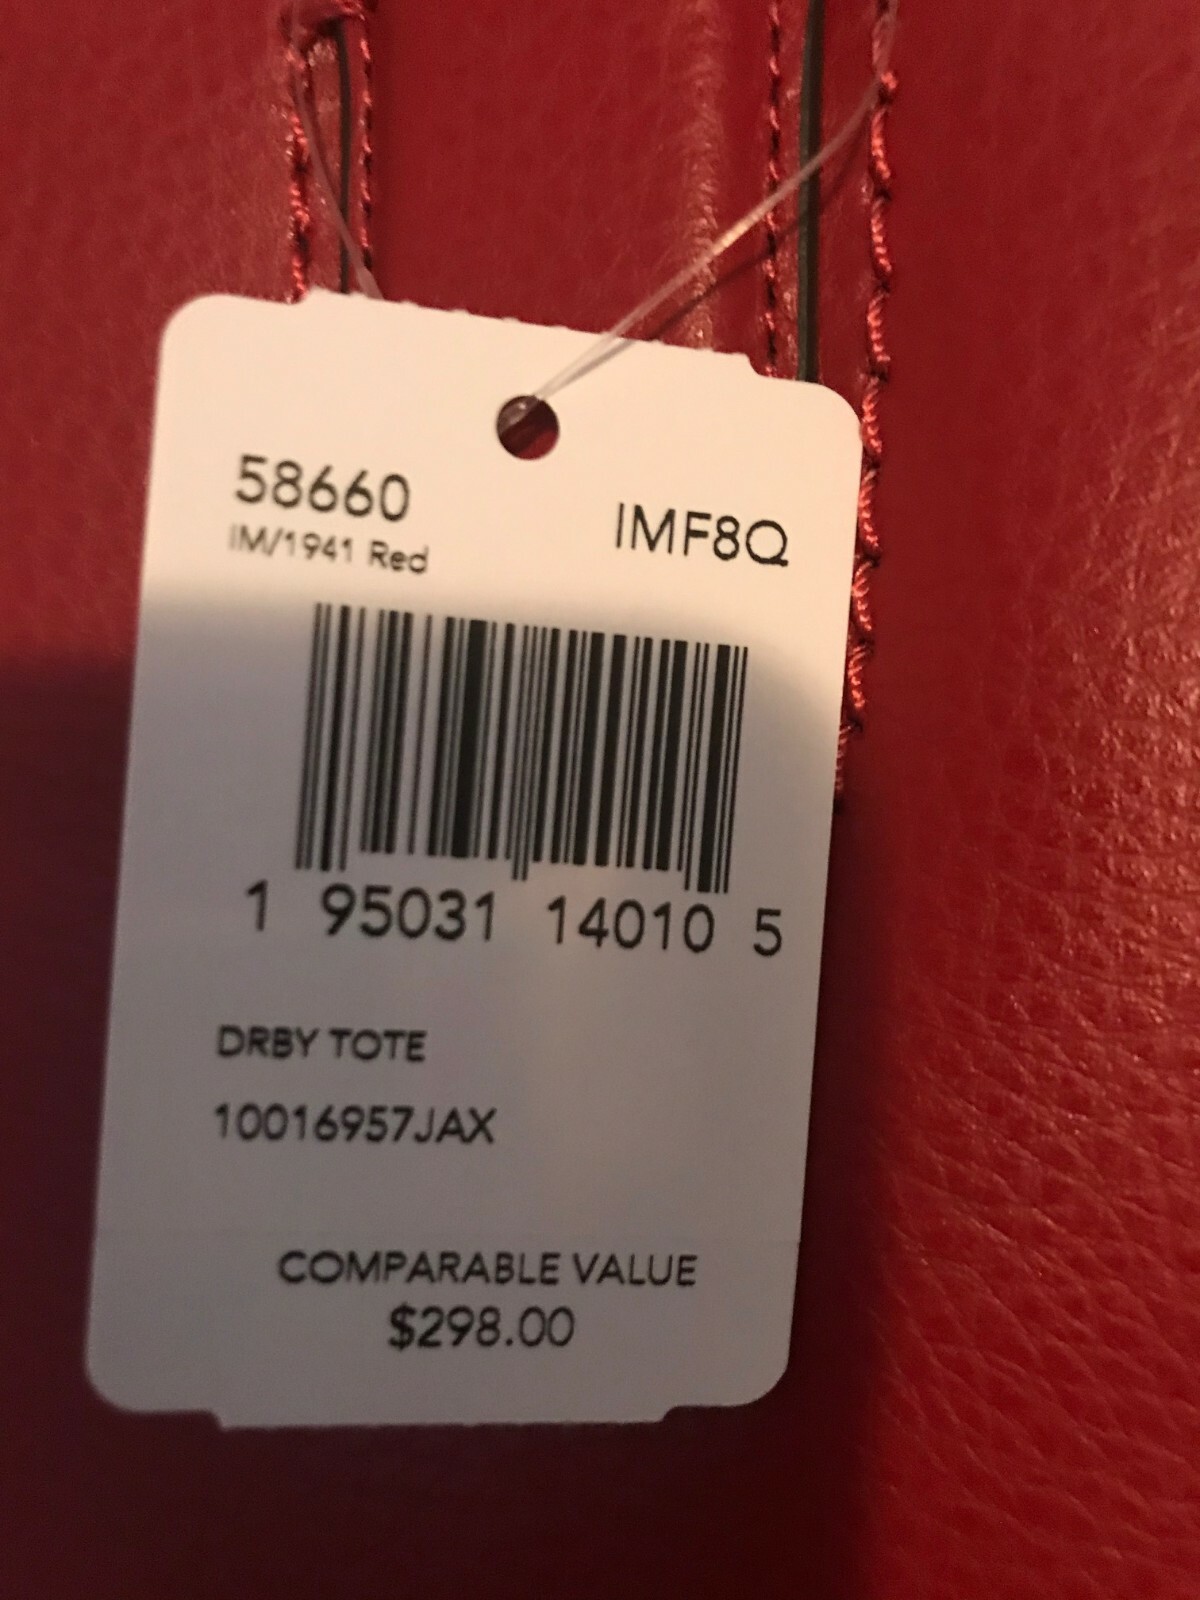 58660
IM/1941 Red
IMF8Q
1 95031 14010 5
DRBY TOTE
10016957JAX
COMPARABLE VALUE
$298.00